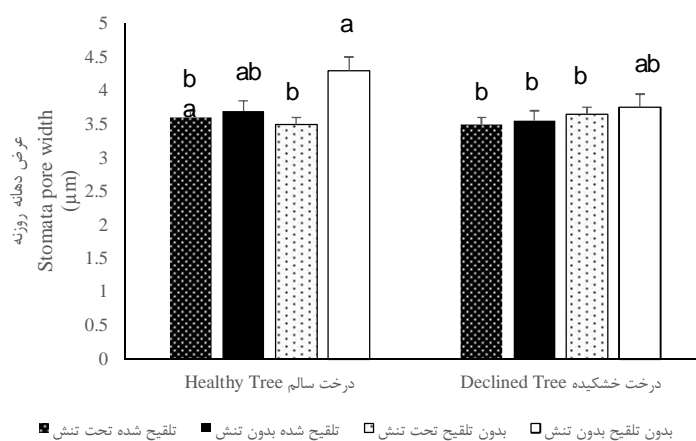 5
4.5
4
3.5
3
2.5
2
1.5
1
0.5
0
عرض دهانه روزنه
Stomata pore width
(µm)
b
a
ab
b
a
b
b
b
ab
درخت سالم Healthy Tree
درخت خشکیده Declined Tree
تلقیح شده تحت تنش
تلقیح شده بدون تنش
بدون تلقیح تحت تنش
بدون تلقیح بدون تنش